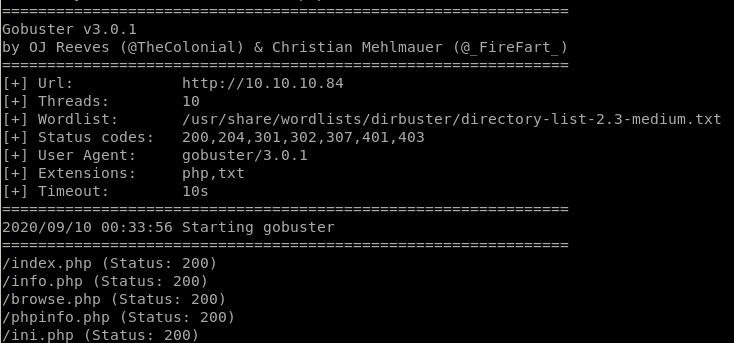 ===============================================================
Gobuster v3.0.1
by OJ Reeves (@TheColonial) & Christian Mehlmauer (@_FireFart_)
===============================================================
[+] Url:            http://10.10.10.84
[+] Threads:        10
[+] Wordlist:       /usr/share/wordlists/dirbuster/directory-list-2.3-medium.txt
[+] Status codes:   200,204,301,302,307,401,403
[+] User Agent:     gobuster/3.0.1
[+] Extensions:     php,txt
[+] Timeout:        10s
===============================================================
2020/09/10 00:33:56 Starting gobuster
===============================================================
/index.php (Status: 200)
/info.php (Status: 200)
/browse.php (Status: 200)
/phpinfo.php (Status: 200)
/ini.php (Status: 200)